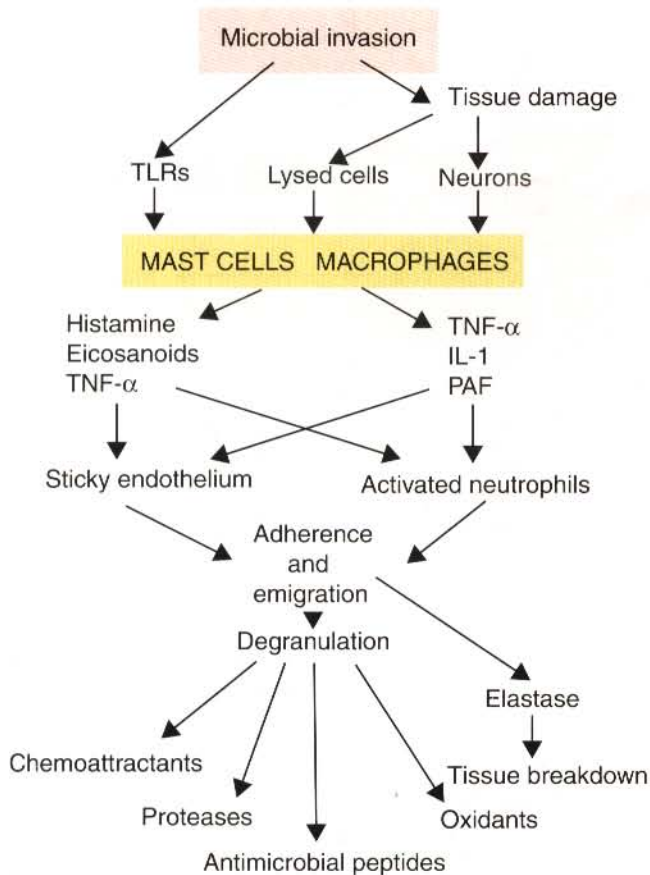 Microbial invasion
Tissue damage
TLRs
Lysed cells
Neurons
MAST CELLS MACROPHAGES
Histamine
Eicosanoids
TNF-α
TNF-α
IL-1
PAF
Sticky endothelium
Activated neutrophils
Adherence
and
emigration
Degranulation
Elastase
Chemoattractants
Tissue breakdown
Proteases
Oxidants
Antimicrobial peptides